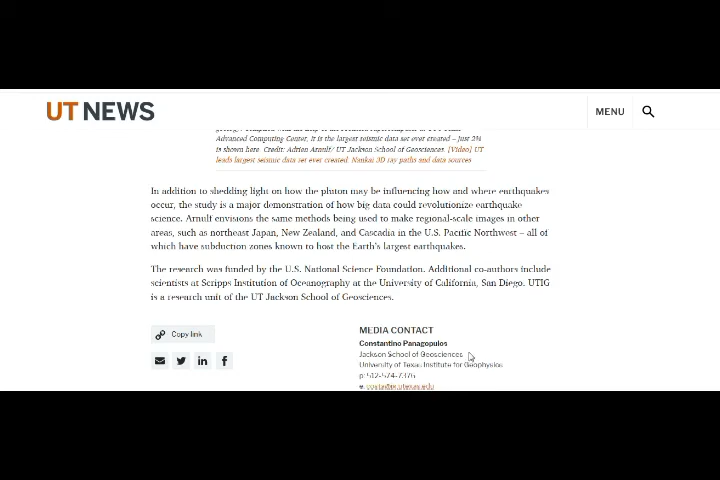 UT NEWS
MENU
Advanced Computing Center, it is the largest seismic data set ever created – just 2%
is shown here. Credit: Adrien Arnulf/ UT Jackson School of Geosciences. [Video] UT
leads largest seismic data set ever created. Nankai 3D ray paths and data sources
In addition to shedding light on how the pluton may be influencing how and where earthquakes
occur, the study is a major demonstration of how big data could revolutionize earthquake
science. Arnulf envisions the same methods being used to make regional-scale images in other
areas, such as northeast Japan, New Zealand, and Cascadia in the U.S. Pacific Northwest – all of
which have subduction zones known to host the Earth's largest earthquakes.
The research was funded by the U.S. National Science Foundation. Additional co-authors include
scientists at Scripps Institution of Oceanography at the University of California, San Diego. UTIG
is a research unit of the UT Jackson School of Geosciences.
Copy link
MEDIA CONTACT
Constantino Panagopulos
Jackson School of Geosciences
University of Texas Institute for Geophysics
p: 512-574-7376
e: